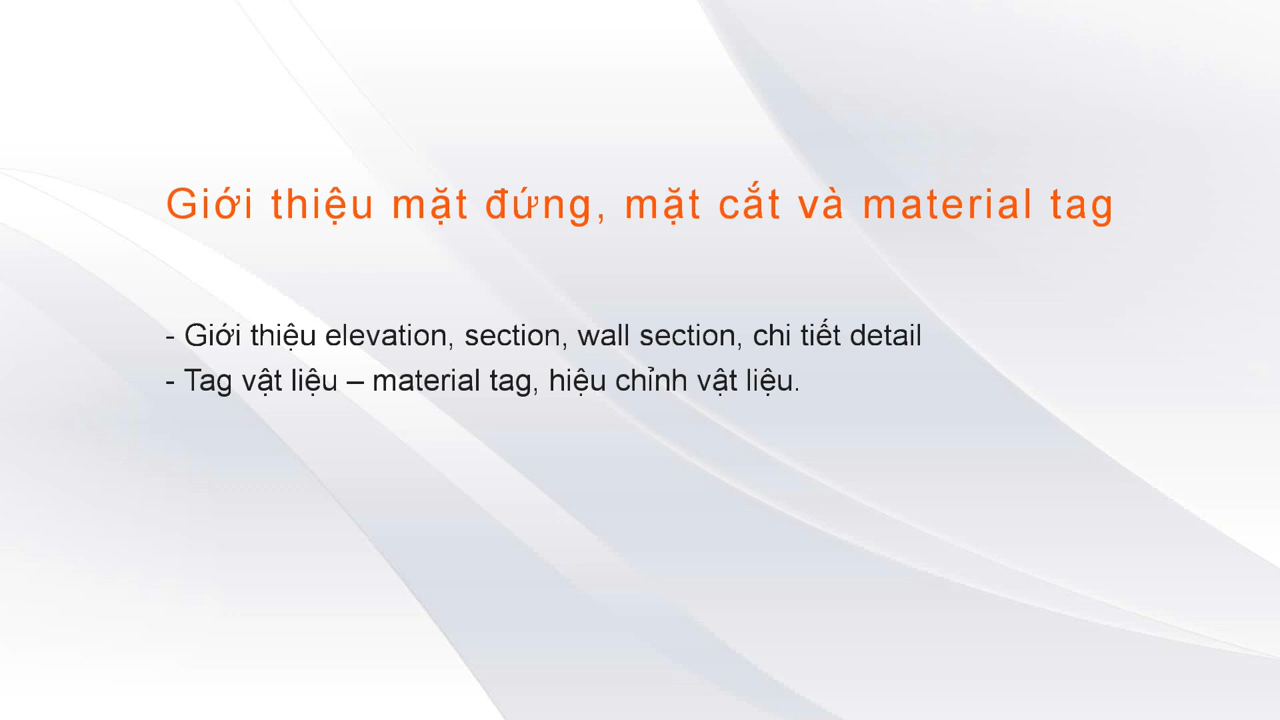 Giới thiệu mặt đứng, mặt cắt và material tag
- Giới thiệu elevation, section, wall section, chi tiết detail
- Tag vật liệu – material tag, hiệu chỉnh vật liệu.